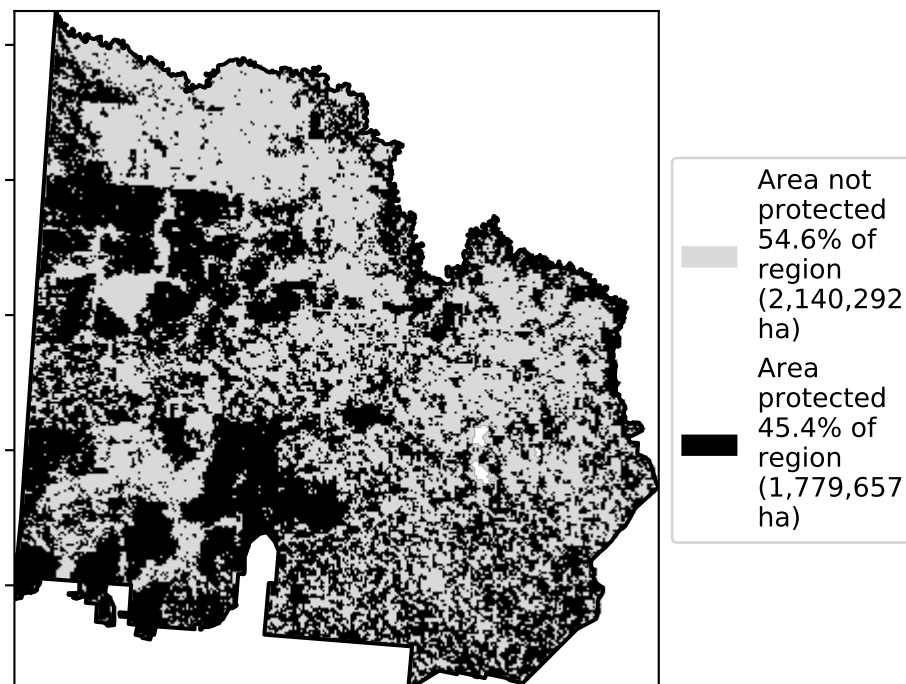 Area not
protected
54.6% of
region
(2,140,292
ha)
Area
protected
45.4% of
region
(1,779,657
ha)